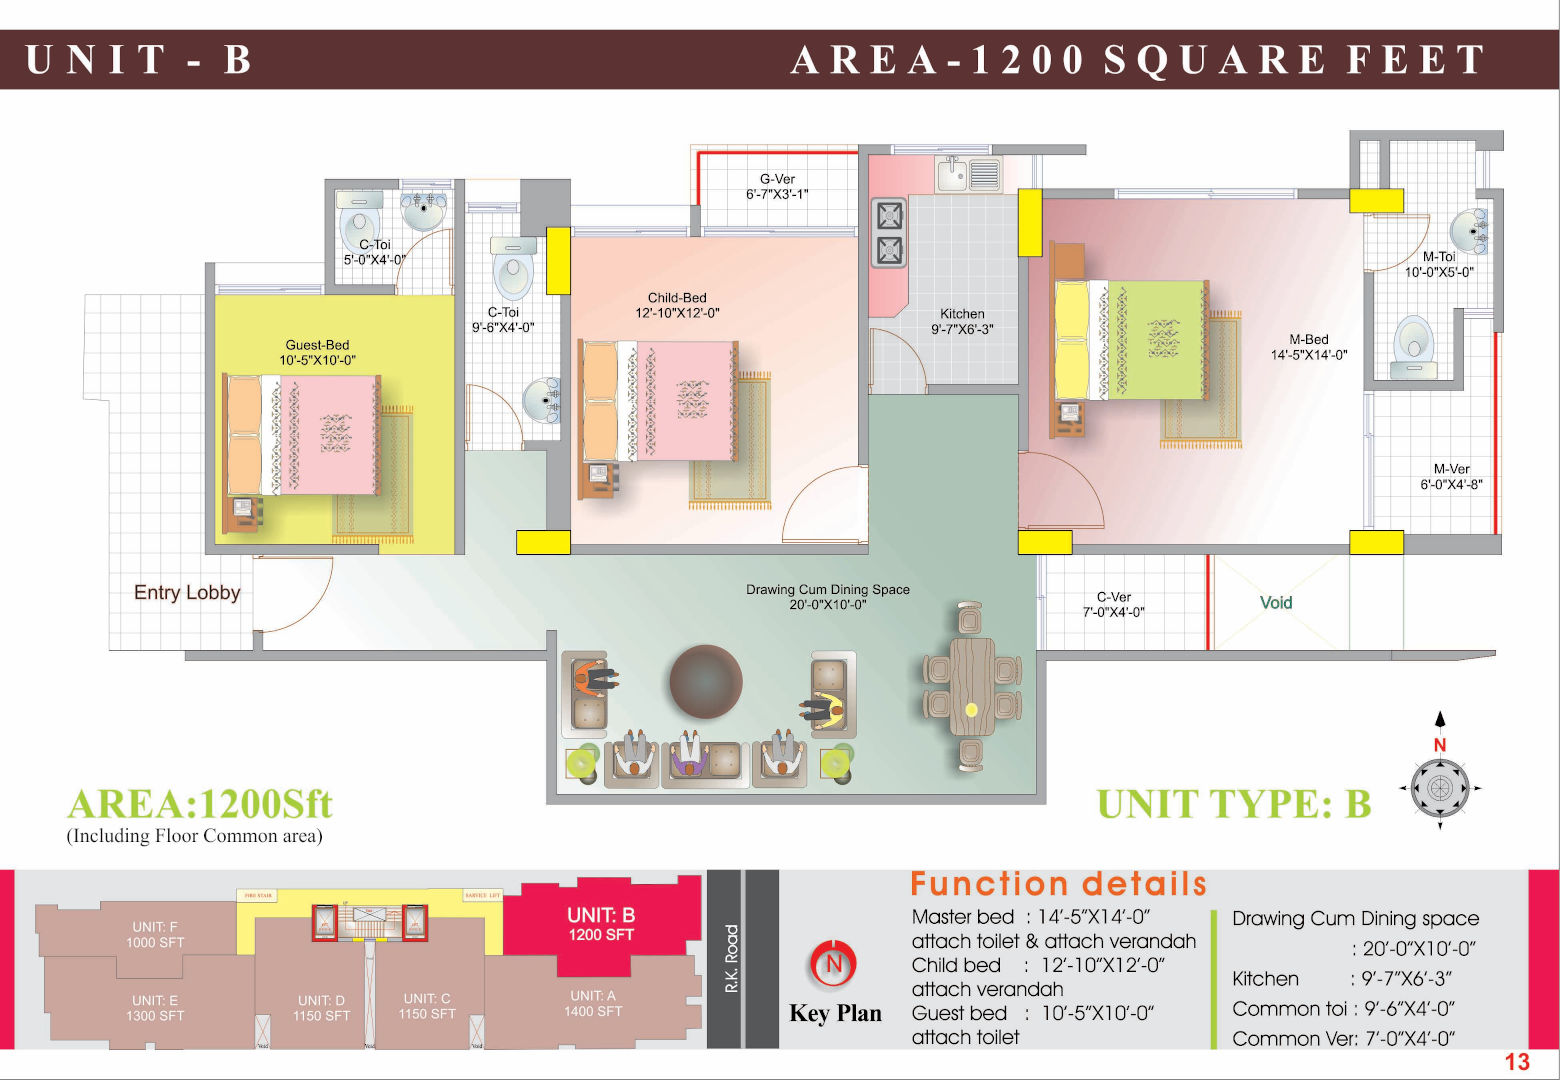 UNIT - B
AREA-1200 SQUARE FEET
G-Ver
6'-7"X3'-1"
C-Toi
5'-0"X4'-0"
M-Toi
10'-0"X5'-0"
Child-Bed
12'-10"X12'-0"
C-Toi
9'-6"X4'-0"
Kitchen
9'-7"X6'-3"
Guest-Bed
10'-5"X10'-0"
M-Bed
14'-5"X14'-0"
M-Ver
6'-0"X4'-8"
Entry Lobby
Drawing Cum Dining Space
20'-0"X10'-0"
C-Ver
7'-0"X4'-0"
Void
N
AREA:1200Sft
(Including Floor Common area)
UNIT TYPE: B
FIRE STAIR
SARVICE LIFT
UP
UNIT: F
1000 SFT
UNIT: B
1200 SFT
UNIT: E
1300 SFT
UNIT: D
1150 SFT
UNIT: C
1150 SFT
UNIT: A
1400 SFT
Void
Void
Void
R.K. Road
N
Key Plan
Function details
Master bed : 14'-5"X14'-0"
attach toilet & attach verandah
Child bed : 12'-10"X12'-0"
attach verandah
Guest bed : 10'-5"X10'-0"
attach toilet
Drawing Cum Dining space
: 20'-0"X10'-0"
Kitchen : 9'-7"X6'-3"
Common toi : 9'-6"X4'-0"
Common Ver: 7'-0"X4'-0"
13